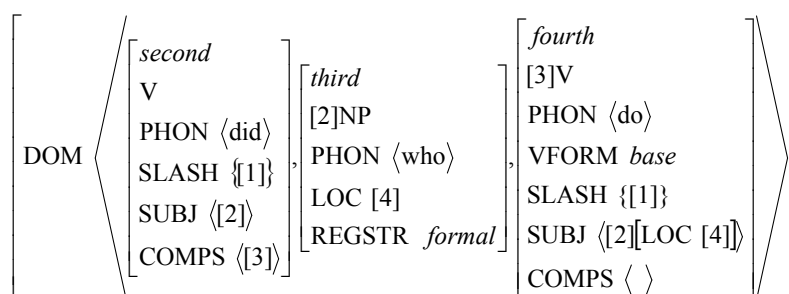 DOM ⟨[second V PHON ⟨did⟩ SLASH {[1]} SUBJ ⟨[2]⟩ COMPS ⟨[3]⟩], [third [2]NP PHON ⟨who⟩ LOC [4] REGSTR formal], [fourth [3]V PHON ⟨do⟩ VFORM base SLASH {[1]} SUBJ ⟨[2][LOC [4]]⟩ COMPS ⟨ ⟩]⟩